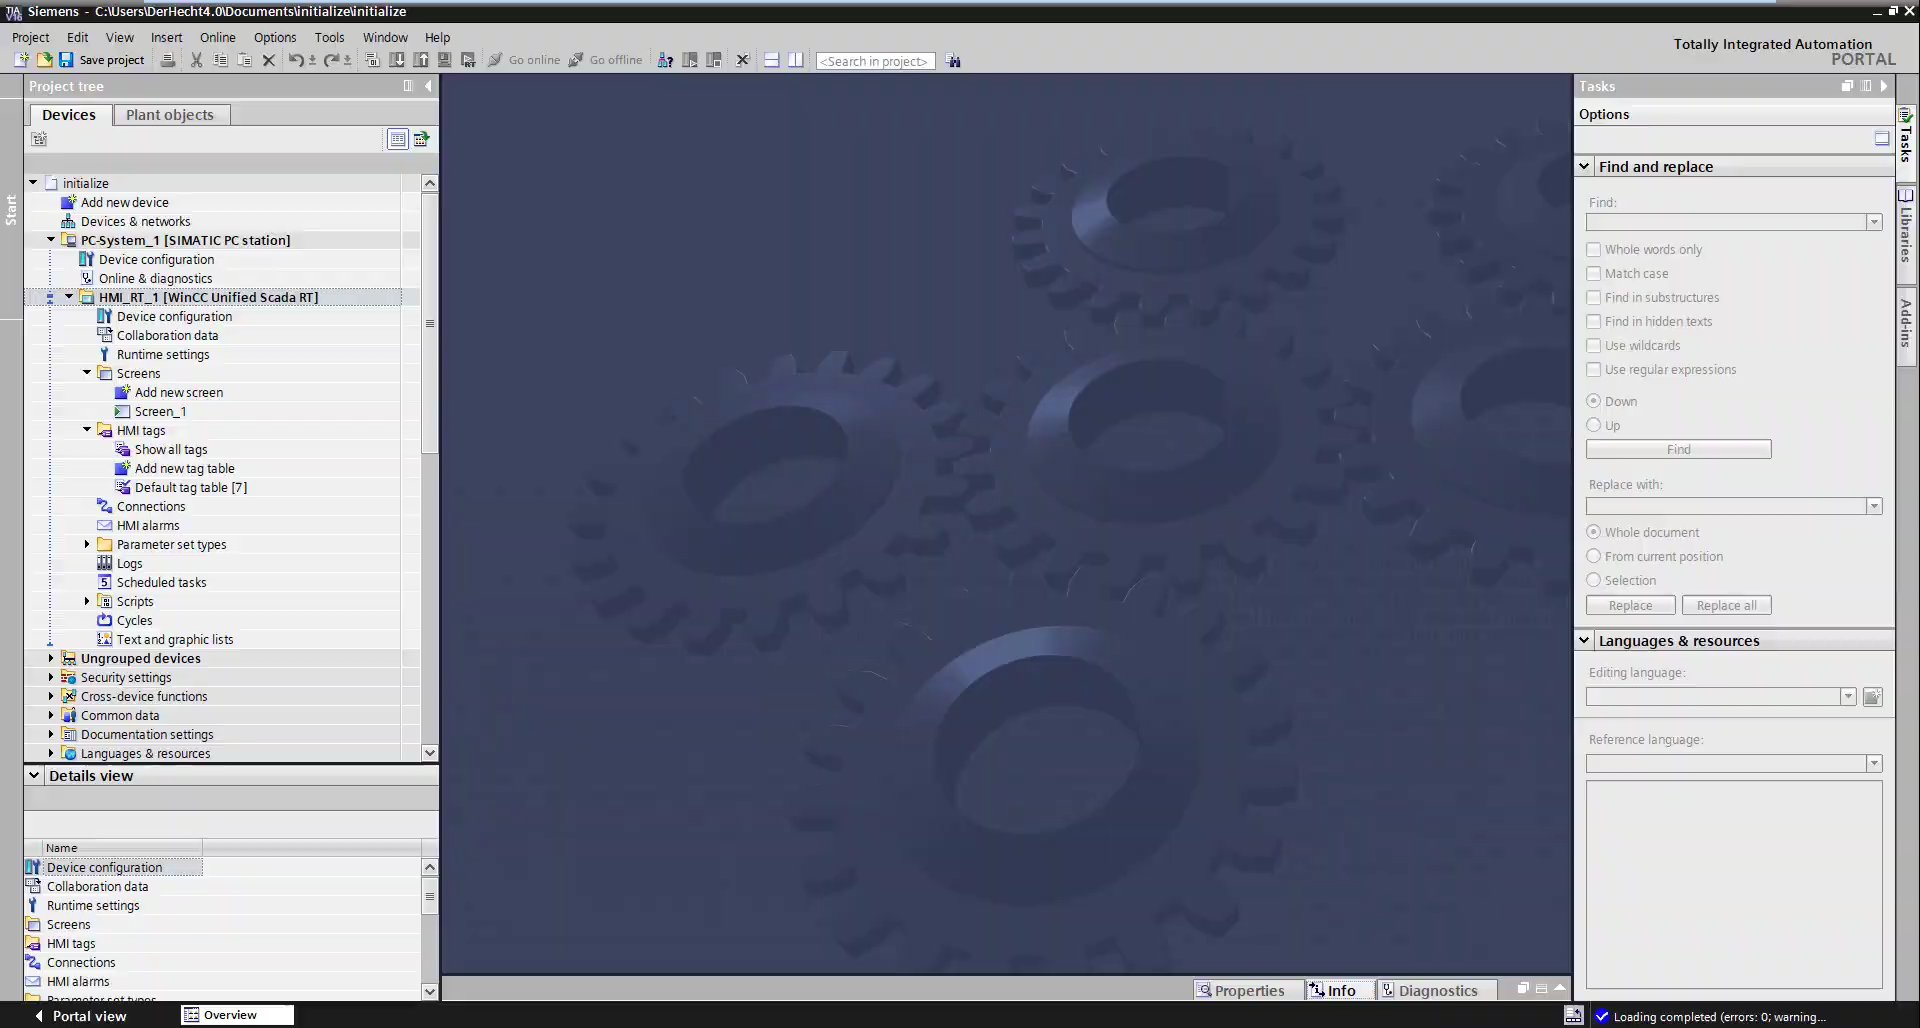 Siemens - C:\Users\DerHecht4.0\Documents\initialize\initialize
Project Edit View Insert Online Options Tools Window Help
Totally Integrated Automation
PORTAL
Save project
Go online
Go offline
<Search in project>
Project tree
Devices
Plant objects
Start
initialize
Add new device
Devices & networks
PC-System_1 [SIMATIC PC station]
Device configuration
Online & diagnostics
HMI_RT_1 [WinCC Unified Scada RT]
Device configuration
Collaboration data
Runtime settings
Screens
Add new screen
Screen_1
HMI tags
Show all tags
Add new tag table
Default tag table [7]
Connections
HMI alarms
Parameter set types
Logs
Scheduled tasks
Scripts
Cycles
Text and graphic lists
Ungrouped devices
Security settings
Cross-device functions
Common data
Documentation settings
Languages & resources
Details view
Name
Device configuration
Collaboration data
Runtime settings
Screens
HMI tags
Connections
HMI alarms
Parameter set types
Properties
Info
Diagnostics
Tasks
Options
Find and replace
Find:
Whole words only
Match case
Find in substructures
Find in hidden texts
Use wildcards
Use regular expressions
Down
Up
Find
Replace with:
Whole document
From current position
Selection
Replace
Replace all
Languages & resources
Editing language:
Reference language:
Tasks
Libraries
Add-ins
Portal view
Overview
Loading completed (errors: 0; warning...